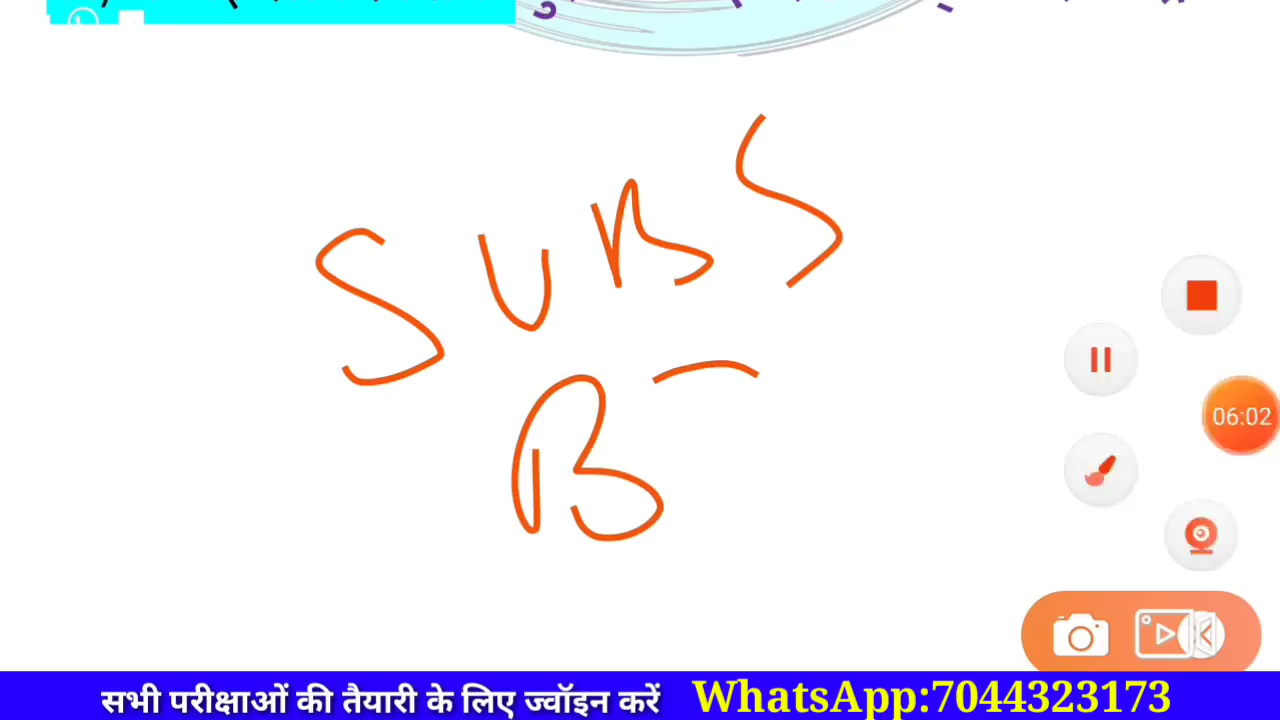 SUBS
B
06:02
सभी परीक्षाओं की तैयारी के लिए ज्वॉइन करें WhatsApp:7044323173